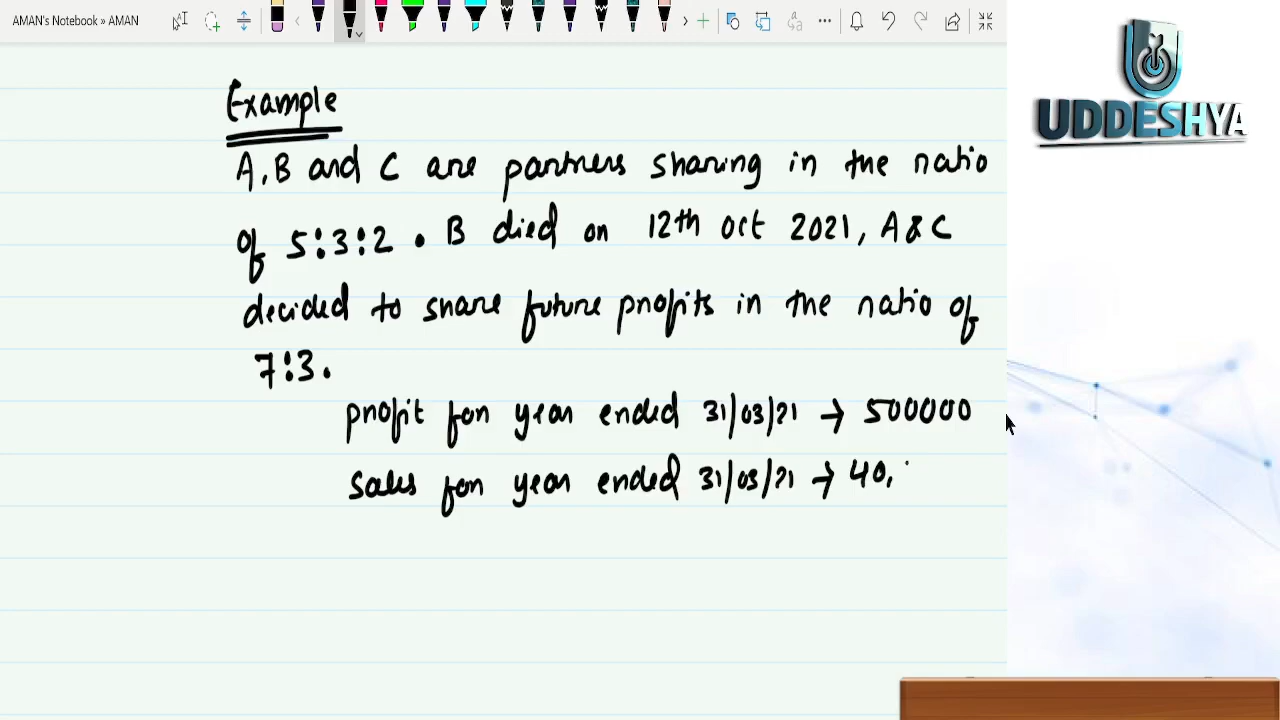 AMAN's Notebook » AMAN
UDDESHYA
Example
A, B and C are partners sharing in the ratio
of 5:3:2. B died on 12th Oct 2021, A & C
decided to share future profits in the ratio of
7:3.
profit for year ended 31/03/21 → 500000
Sales for year ended 31/03/21 → 40,